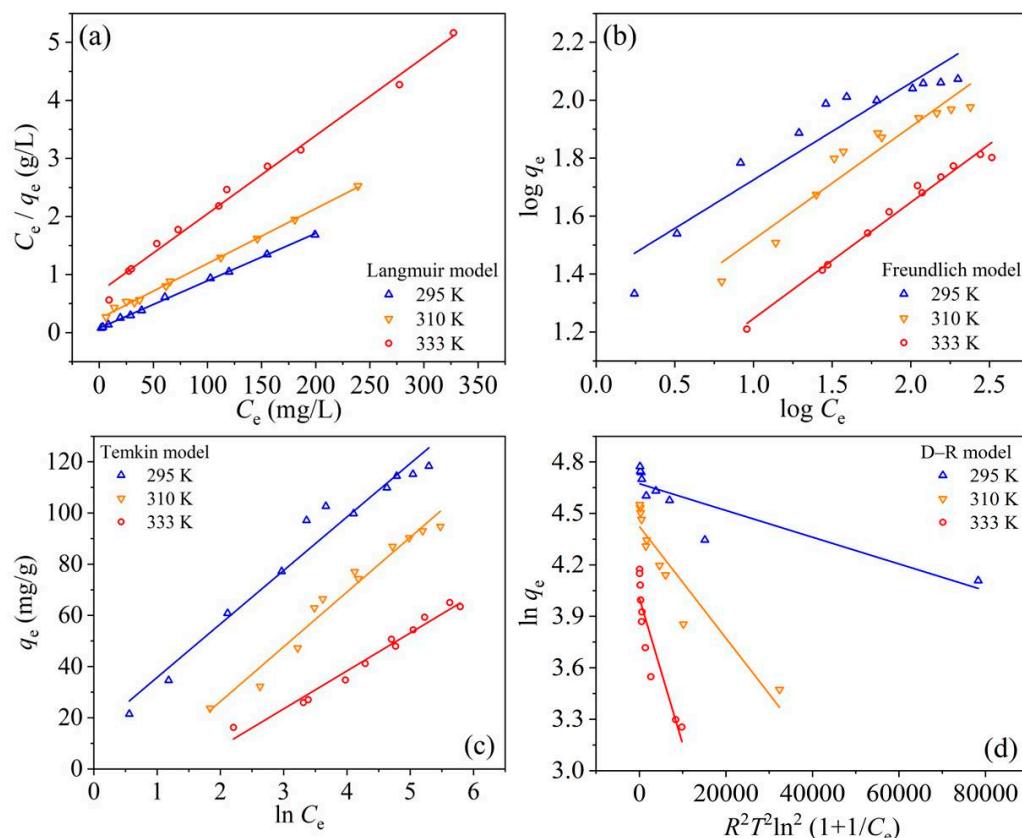 (a)
5
4
3
2
1
0
C_e / q_e (g/L)
Langmuir model
295 K
310 K
333 K
0 50 100 150 200 250 300 350
C_e (mg/L)
(b)
2.2
2.0
1.8
1.6
1.4
1.2
log q_e
Freundlich model
295 K
310 K
333 K
0.0 0.5 1.0 1.5 2.0 2.5
log C_e
Temkin model
295 K
310 K
333 K
120
100
80
60
40
20
0
q_e (mg/g)
(c)
0 1 2 3 4 5 6
ln C_e
D–R model
295 K
310 K
333 K
4.8
4.5
4.2
3.9
3.6
3.3
3.0
ln q_e
(d)
0 20000 40000 60000 80000
R²T²ln² (1+1/C_e)